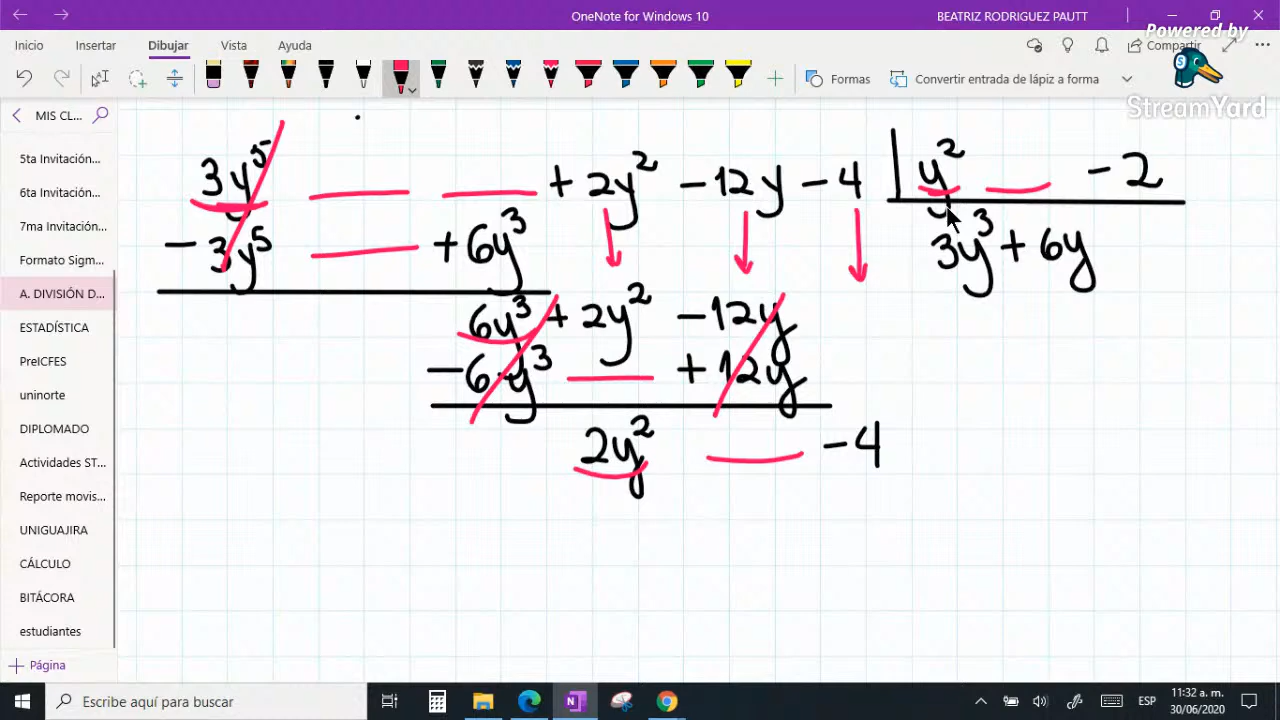 OneNote for Windows 10
BEATRIZ RODRIGUEZ PAUTT
Powered by
StreamYard
Inicio Insertar Dibujar Vista Ayuda
Compartir
Formas Convertir entrada de lápiz a forma
MIS CL...
5ta Invitación...
6ta Invitación...
7ma Invitación...
Formato Sigm...
A. DIVISIÓN D...
ESTADÍSTICA
PreICFES
uninorte
DIPLOMADO
Actividades ST...
Reporte movis...
UNIGUAJIRA
CÁLCULO
BITÁCORA
estudiantes
Página
3y⁵ + 2y² - 12y - 4 | y² - 2
- 3y⁵ + 6y³ 3y³ + 6y
6y³ + 2y² - 12y
- 6y³ + 12y
2y² - 4
Escribe aquí para buscar
ESP
11:32 a. m.
30/06/2020